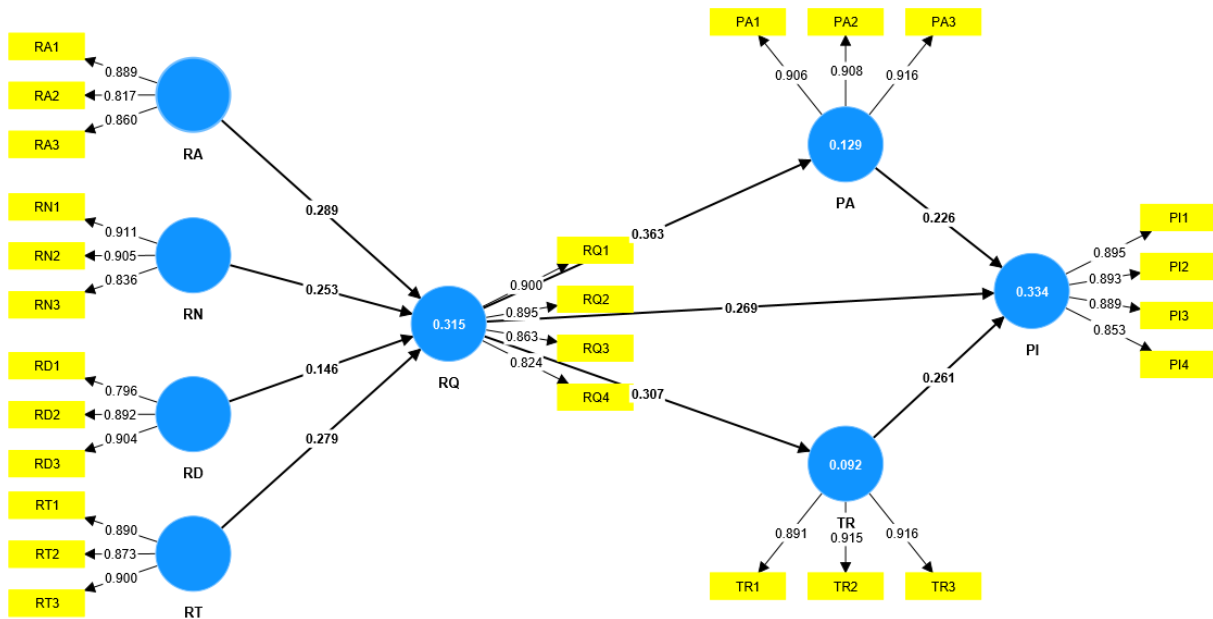 RA1
RA2
RA3
0.889
0.817
0.860
RA
RN1
RN2
RN3
0.911
0.905
0.836
RN
RD1
RD2
RD3
0.796
0.892
0.904
RD
RT1
RT2
RT3
0.890
0.873
0.900
RT
0.289
0.253
0.146
0.279
0.315
RQ
0.900
0.895
0.863
0.824
RQ1
RQ2
RQ3
RQ4
0.363
0.269
0.307
PA1
PA2
PA3
0.906
0.908
0.916
0.129
PA
0.226
0.261
0.092
TR
0.891
0.915
0.916
TR1
TR2
TR3
0.334
PI
0.895
0.893
0.889
0.853
PI1
PI2
PI3
PI4